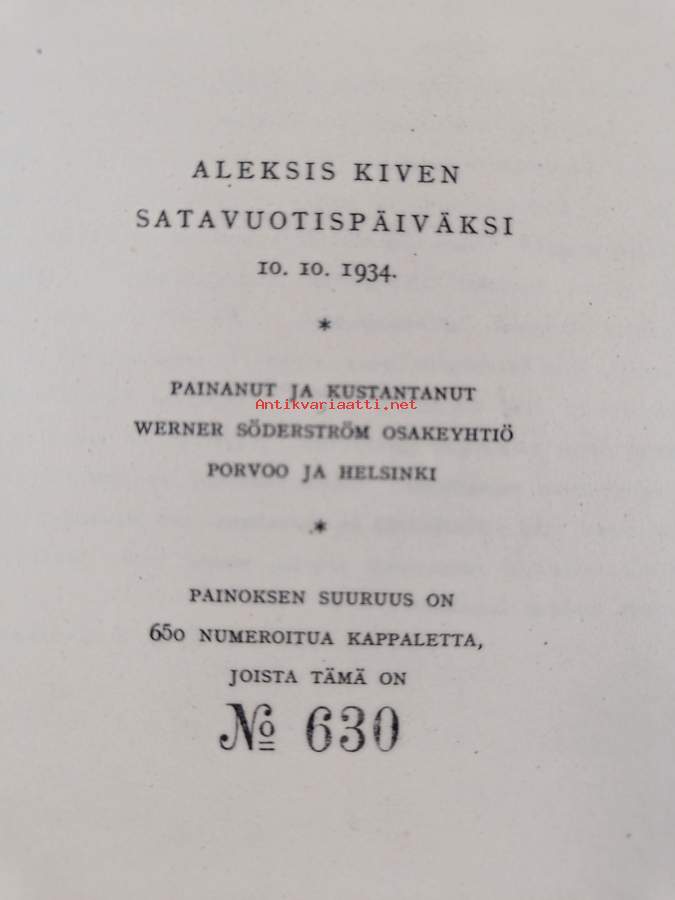 ALEKSIS KIVEN
SATAVUOTISPÄIVÄKSI
10. 10. 1934.
*
PAINANUT JA KUSTANTANUT
Antikvariaatti.net
WERNER SÖDERSTRÖM OSAKEYHTIÖ
PORVOO JA HELSINKI
*
PAINOKSEN SUURUUS ON
650 NUMEROITUA KAPPALETTA,
JOISTA TÄMÄ ON
№ 630